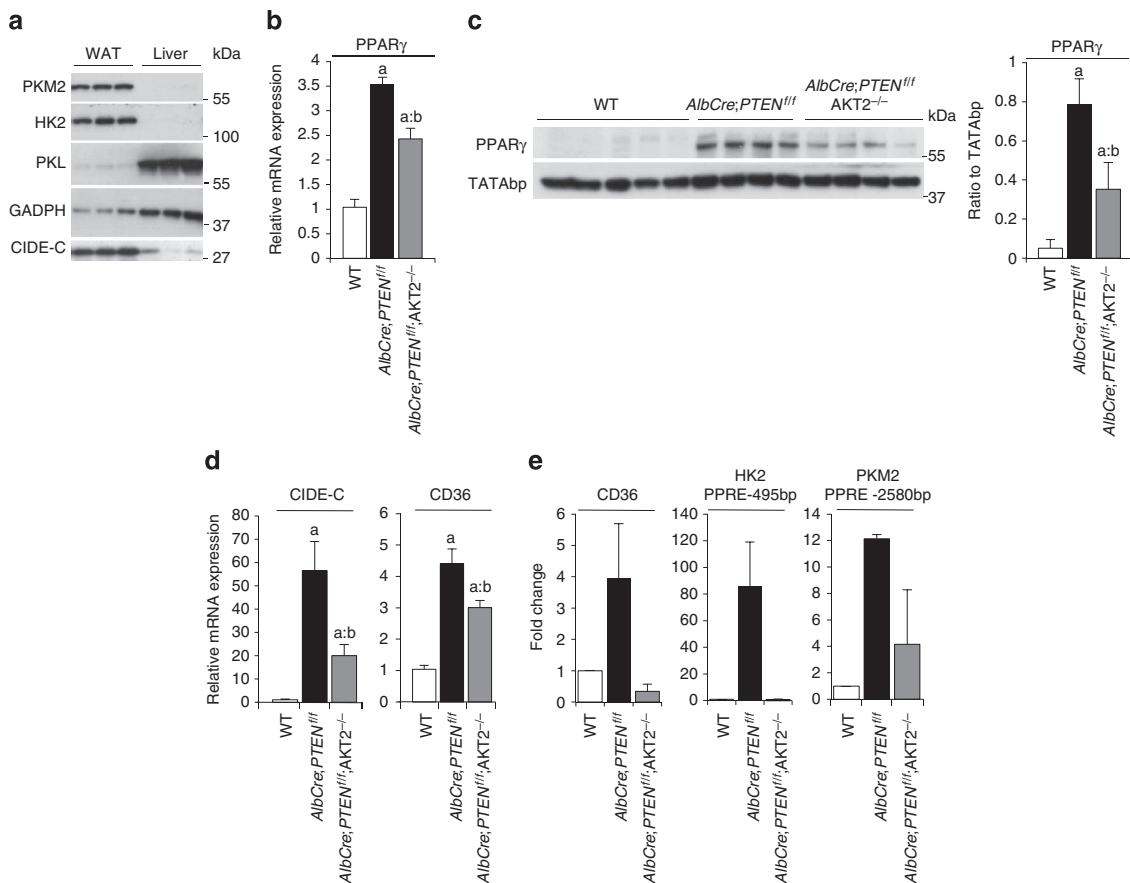 a
WAT Liver kDa
PKM2
55
HK2
100
PKL
55
GADPH
37
CIDE-C
27
b
PPARγ
Relative mRNA expression
4
3.5
3
2.5
2
1.5
1
0.5
0
a
a:b
WT
AlbCre;PTENf/f
AlbCre;PTENf/f;AKT2–/–
c
WT
AlbCre;PTENf/f
AlbCre;PTENf/f
AKT2–/–
kDa
PPARγ
55
TATAbp
37
PPARγ
Ratio to TATAbp
1
0.8
0.6
0.4
0.2
0
a
a:b
WT
AlbCre;PTENf/f
AlbCre;PTENf/f;AKT2–/–
d
CIDE-C
Relative mRNA expression
80
70
60
50
40
30
20
10
0
a
a:b
WT
AlbCre;PTENf/f
AlbCre;PTENf/f;AKT2–/–
CD36
6
5
4
3
2
1
0
a
a:b
WT
AlbCre;PTENf/f
AlbCre;PTENf/f;AKT2–/–
e
CD36
Fold change
6
5
4
3
2
1
0
WT
AlbCre;PTENf/f
AlbCre;PTENf/f;AKT2–/–
HK2
PPRE-495bp
140
120
100
80
60
40
20
0
WT
AlbCre;PTENf/f
AlbCre;PTENf/f;AKT2–/–
PKM2
PPRE -2580bp
14
12
10
8
6
4
2
0
WT
AlbCre;PTENf/f
AlbCre;PTENf/f;AKT2–/–